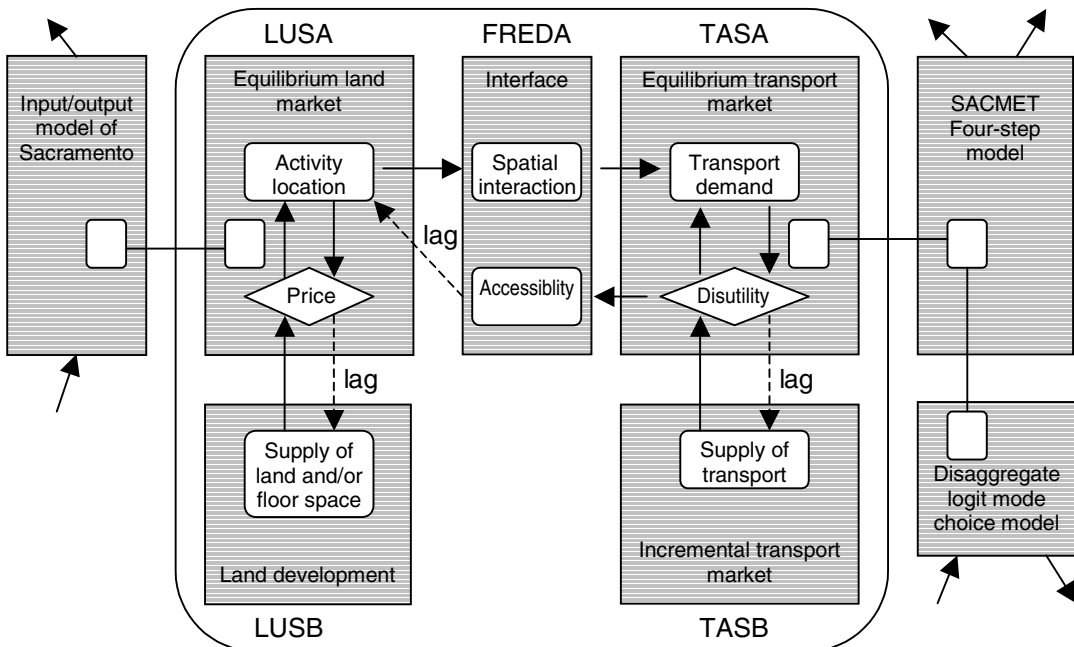 LUSA
FREDA
TASA
Input/output
model of
Sacramento
Equilibrium land
market
Activity
location
Price
lag
Supply of
land and/or
floor space
Land development
LUSB
Interface
Spatial
interaction
lag
Accessiblity
Equilibrium transport
market
Transport
demand
Disutility
lag
Supply of
transport
Incremental transport
market
TASB
SACMET
Four-step
model
Disaggregate
logit mode
choice model